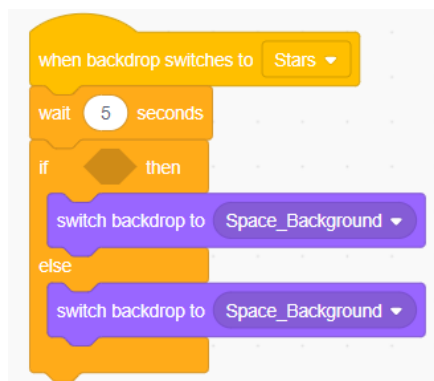 when backdrop switches to Stars
wait 5 seconds
if then
switch backdrop to Space_Background
else
switch backdrop to Space_Background